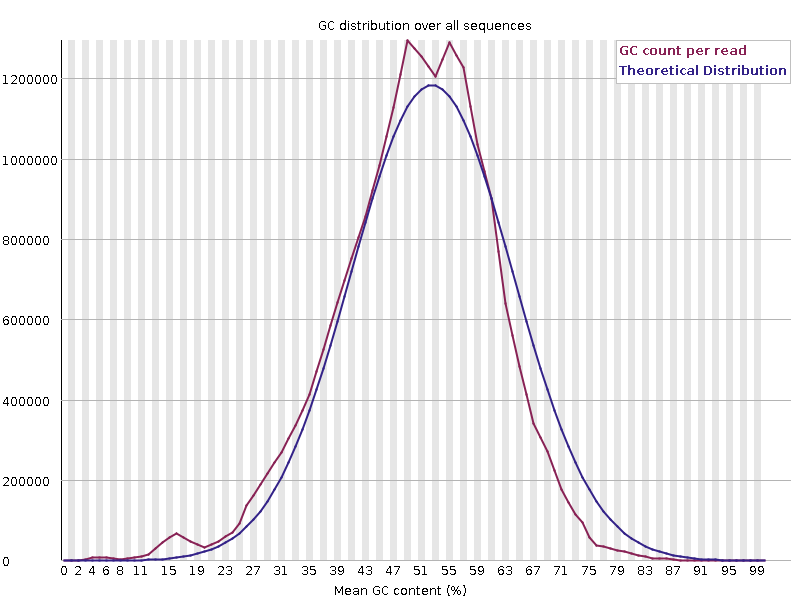 GC distribution over all sequences
GC count per read
Theoretical Distribution
1200000
1000000
800000
600000
400000
200000
0
0 2 4 6 8 11 15 19 23 27 31 35 39 43 47 51 55 59 63 67 71 75 79 83 87 91 95 99
Mean GC content (%)